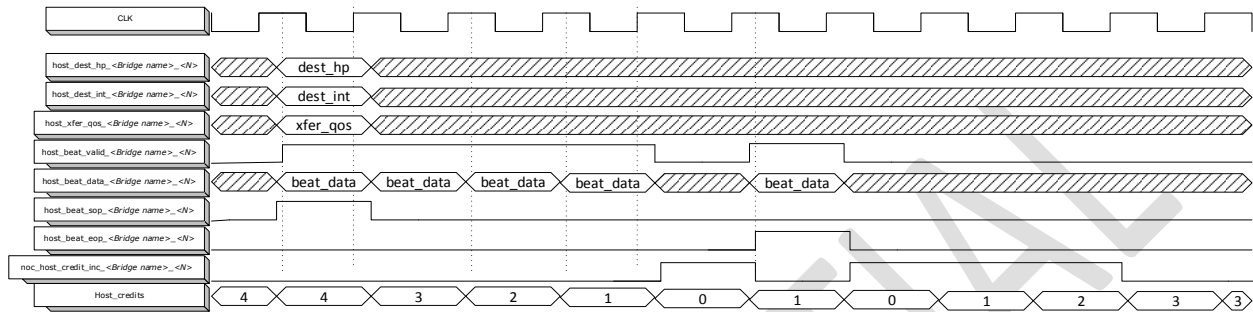 CLK
host_dest_hp_<Bridge name>_<N> dest_hp
host_dest_int_<Bridge name>_<N> dest_int
host_xfer_qos_<Bridge name>_<N> xfer_qos
host_beat_valid_<Bridge name>_<N>
host_beat_data_<Bridge name>_<N> beat_data beat_data beat_data beat_data beat_data
host_beat_sop_<Bridge name>_<N>
host_beat_eop_<Bridge name>_<N>
noc_host_credit_inc_<Bridge name>_<N>
Host_credits 4 4 3 2 1 0 1 0 1 2 3 3
TIAL